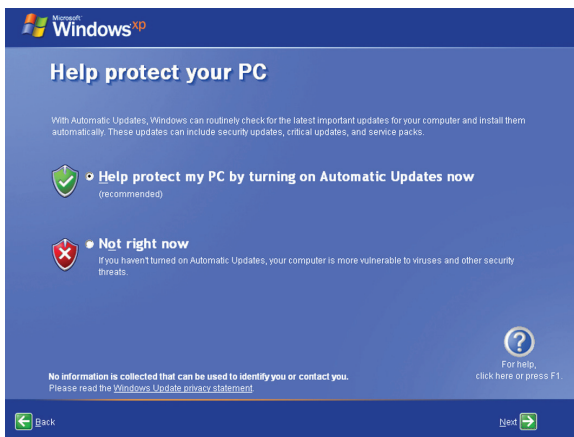 Microsoft
Windows xp
Help protect your PC
With Automatic Updates, Windows can routinely check for the latest important updates for your computer and install them
automatically. These updates can include security updates, critical updates, and service packs.
Help protect my PC by turning on Automatic Updates now
(recommended)
Not right now
If you haven't turned on Automatic Updates, your computer is more vulnerable to viruses and other security
threats.
For help,
click here or press F1.
No information is collected that can be used to identify you or contact you.
Please read the Windows Update privacy statement.
Back
Next